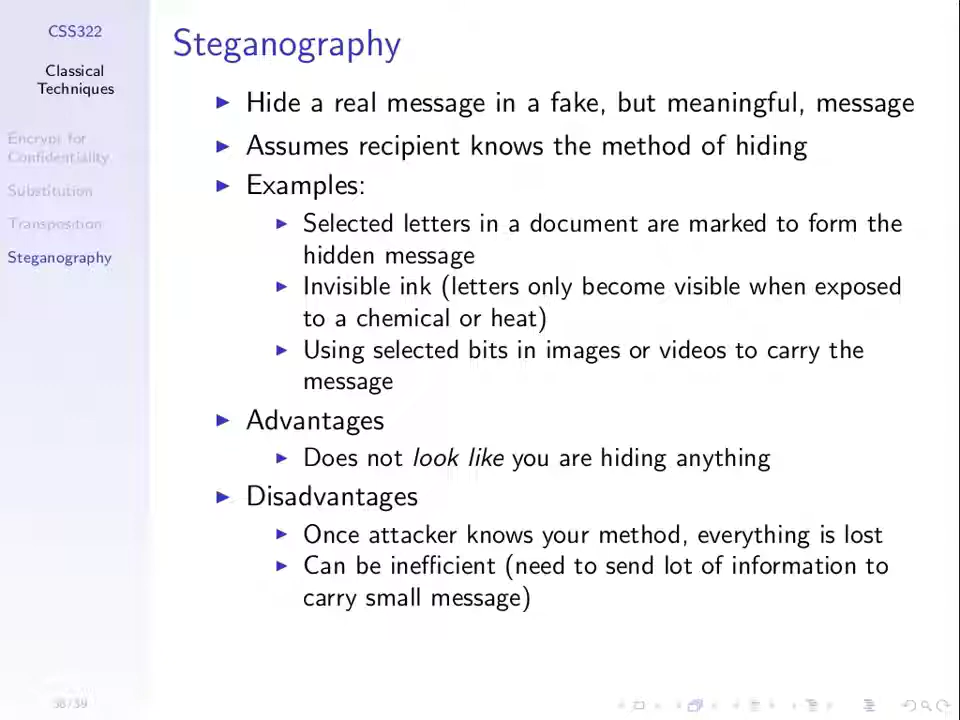 CSS322
Classical
Techniques
Encrypt for
Confidentiality
Substitution
Transposition
Steganography
Steganography
Hide a real message in a fake, but meaningful, message
Assumes recipient knows the method of hiding
Examples:
Selected letters in a document are marked to form the
hidden message
Invisible ink (letters only become visible when exposed
to a chemical or heat)
Using selected bits in images or videos to carry the
message
Advantages
Does not look like you are hiding anything
Disadvantages
Once attacker knows your method, everything is lost
Can be inefficient (need to send lot of information to
carry small message)
38/39